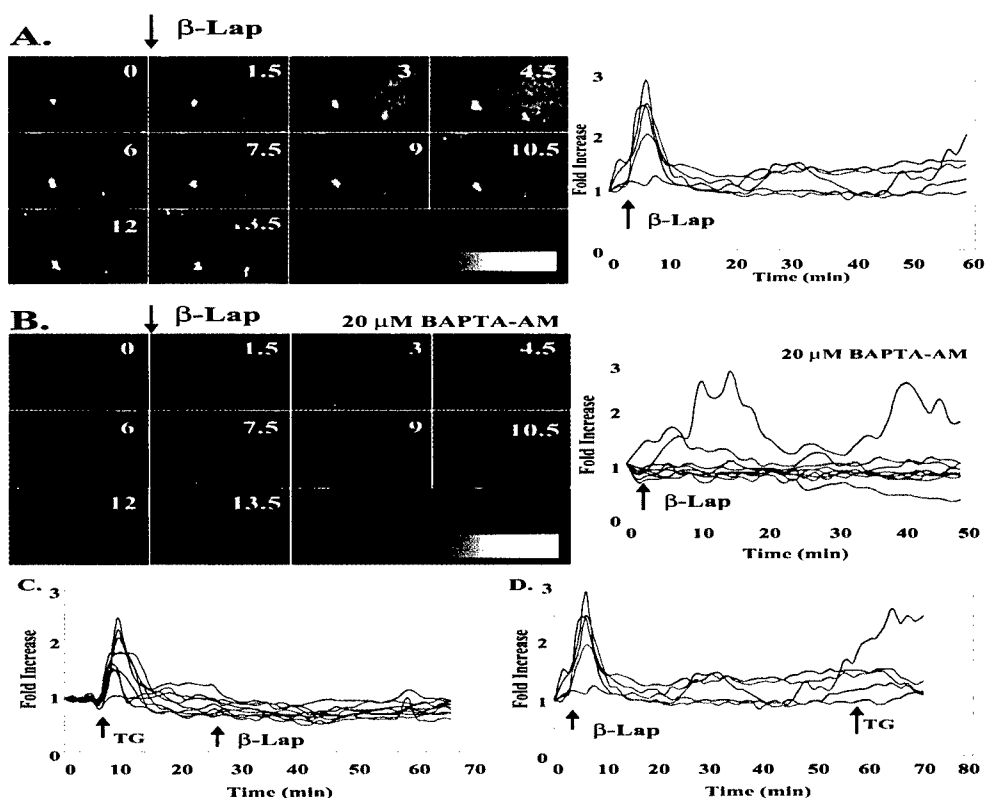 A.
β-Lap
0 1.5 3 4.5
6 7.5 9 10.5
12 13.5
3
2
1
0
Fold Increase
β-Lap
0 10 20 30 40 50 60
Time (min)
B.
β-Lap
20 μM BAPTA-AM
0 1.5 3 4.5
6 7.5 9 10.5
12 13.5
20 μM BAPTA-AM
3
2
1
0
Fold Increase
β-Lap
0 10 20 30 40 50
Time (min)
C.
3
2
1
0
Fold Increase
TG
β-Lap
0 10 20 30 40 50 60 70
Time (min)
D.
3
2
1
0
Fold Increase
β-Lap
TG
0 10 20 30 40 50 60 70 80
Time (min)